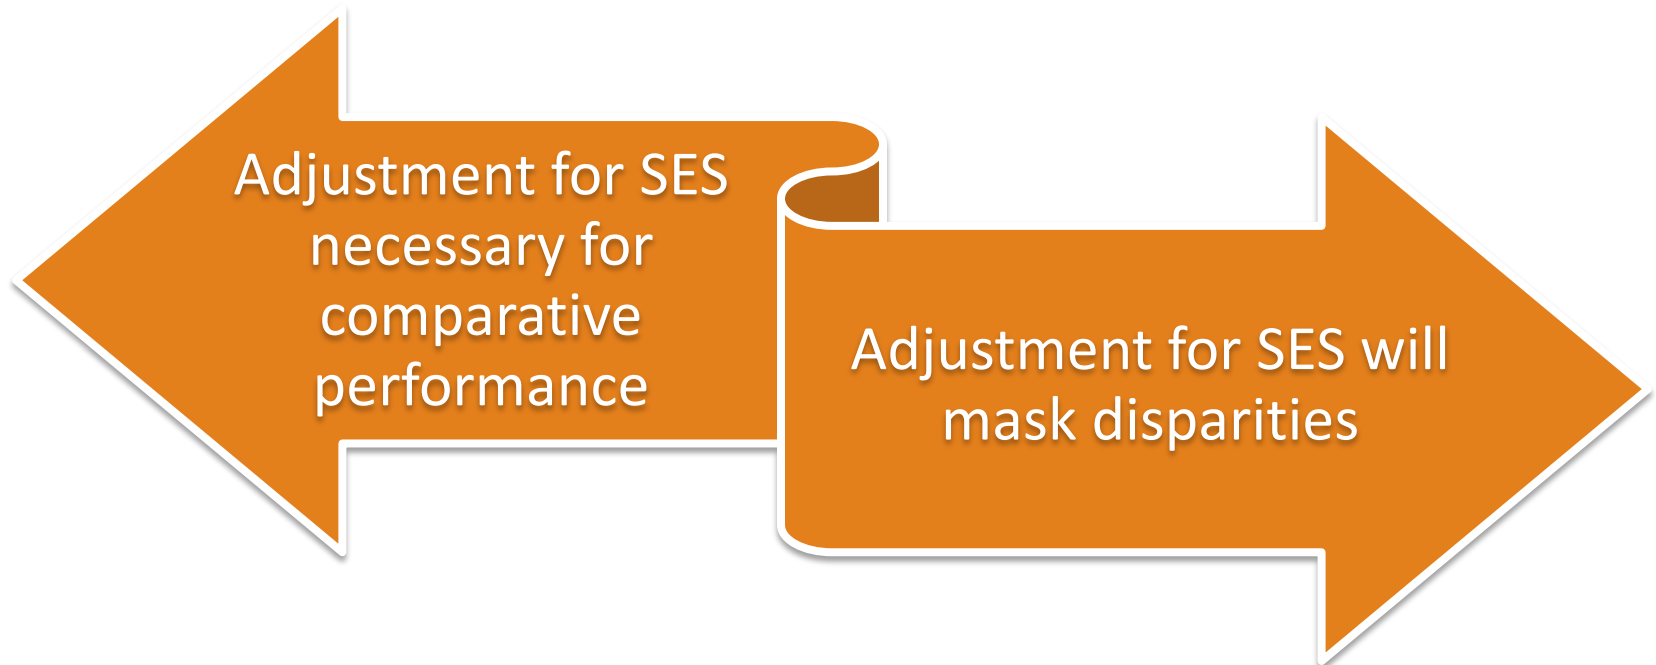 Adjustment for SES
necessary for
comparative
performance
Adjustment for SES will
mask disparities